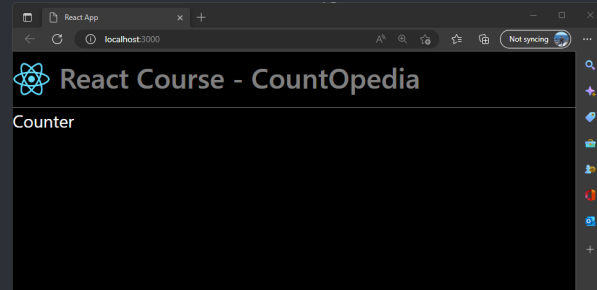 React App
localhost:3000
Not syncing
React Course - CountOpedia
Counter